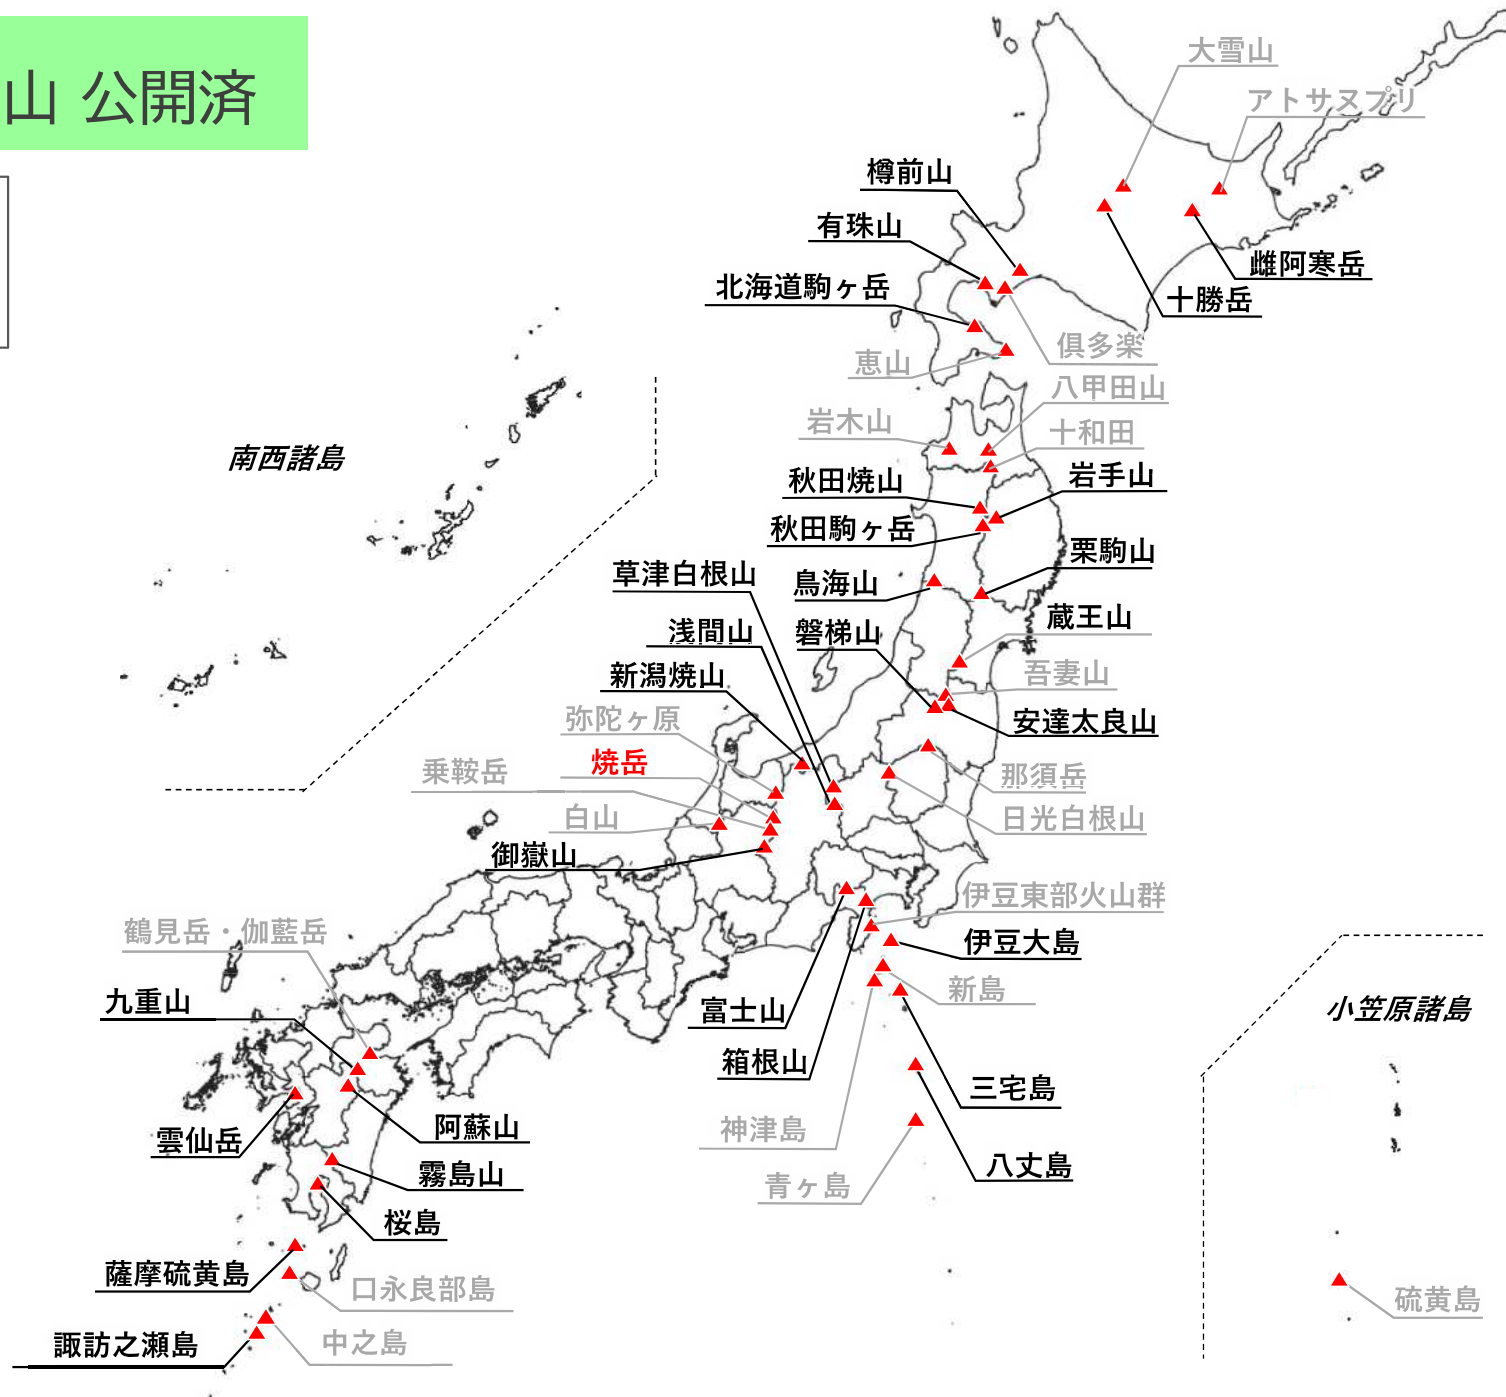 山 公開済
大雪山
アトサヌプリ
樽前山
有珠山
雌阿寒岳
北海道駒ヶ岳
十勝岳
倶多楽
恵山
八甲田山
岩木山
十和田
南西諸島
秋田焼山
岩手山
秋田駒ヶ岳
栗駒山
草津白根山
鳥海山
浅間山
磐梯山
蔵王山
新潟焼山
吾妻山
弥陀ヶ原
安達太良山
焼岳
乗鞍岳
那須岳
白山
日光白根山
御嶽山
伊豆東部火山群
鶴見岳・伽藍岳
伊豆大島
九重山
新島
富士山
小笠原諸島
箱根山
三宅島
阿蘇山
神津島
雲仙岳
八丈島
霧島山
青ヶ島
桜島
薩摩硫黄島
口永良部島
硫黄島
諏訪之瀬島
中之島